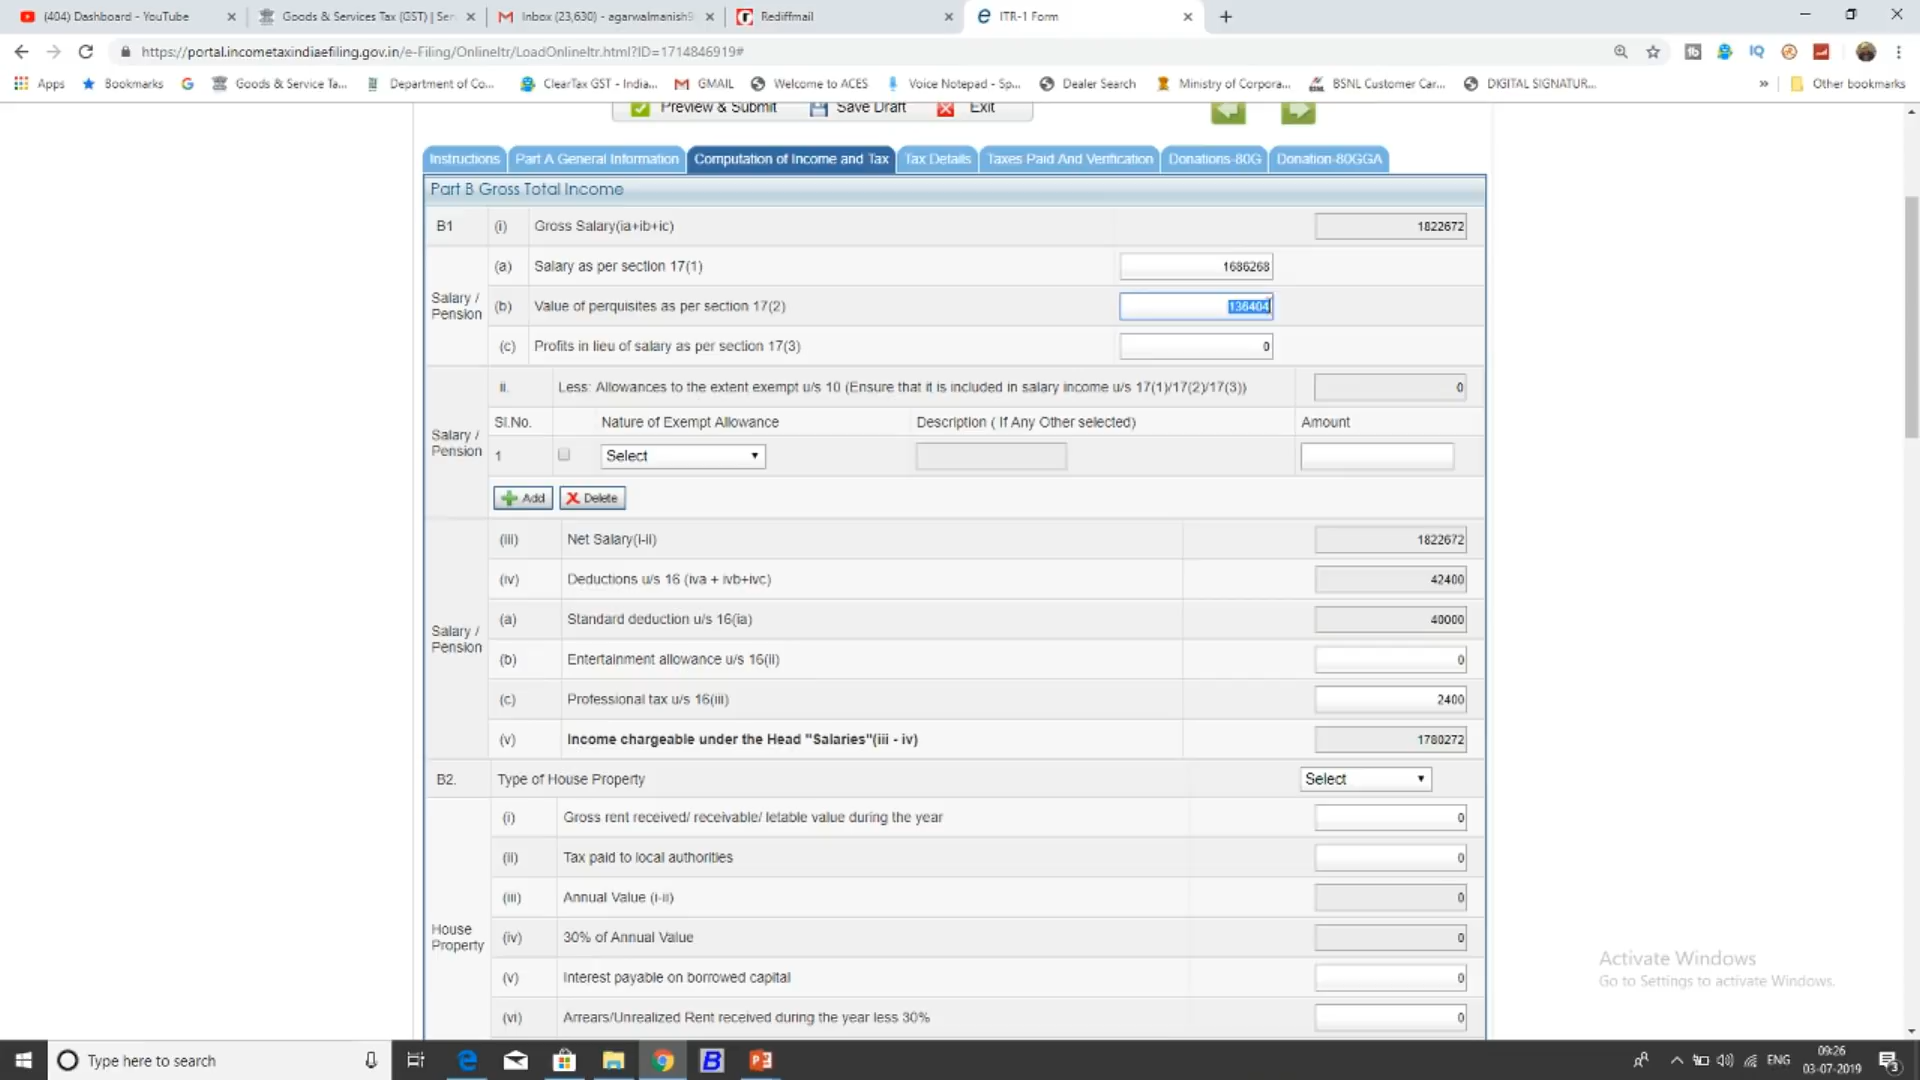 (404) Dashboard - YouTube
Goods & Services Tax (GST) | Ser
Inbox (23,630) - agarwalmanish9
Rediffmail
ITR-1 Form
https://portal.incometaxindiaefiling.gov.in/e-Filing/OnlineItr/LoadOnlineItr.html?ID=1714846919#
Apps
Bookmarks
Goods & Service Ta...
Department of Co...
ClearTax GST - India...
GMAIL
Welcome to ACES
Voice Notepad - Sp...
Dealer Search
Ministry of Corpora...
BSNL Customer Car...
DIGITAL SIGNATUR...
Other bookmarks
Preview & Submit
Save Draft
Exit
Instructions
Part A General Information
Computation of Income and Tax
Tax Details
Taxes Paid And Verification
Donations-80G
Donation-80GGA
Part B Gross Total Income
B1 (i) Gross Salary(ia+ib+ic) 1822672
Salary / Pension
(a) Salary as per section 17(1) 1686268
(b) Value of perquisites as per section 17(2) 136404
(c) Profits in lieu of salary as per section 17(3) 0
Salary / Pension
ii. Less: Allowances to the extent exempt u/s 10 (Ensure that it is included in salary income u/s 17(1)/17(2)/17(3)) 0
Sl.No. Nature of Exempt Allowance Description ( If Any Other selected) Amount
1 Select
Add Delete
Salary / Pension
(iii) Net Salary(i-ii) 1822672
(iv) Deductions u/s 16 (iva + ivb+ivc) 42400
(a) Standard deduction u/s 16(ia) 40000
(b) Entertainment allowance u/s 16(ii) 0
(c) Professional tax u/s 16(iii) 2400
(v) Income chargeable under the Head "Salaries"(iii - iv) 1780272
B2. Type of House Property Select
House Property
(i) Gross rent received/ receivable/ letable value during the year 0
(ii) Tax paid to local authorities 0
(iii) Annual Value (i-ii) 0
(iv) 30% of Annual Value 0
(v) Interest payable on borrowed capital 0
(vi) Arrears/Unrealized Rent received during the year less 30% 0
Activate Windows
Go to Settings to activate Windows.
Type here to search
ENG
09:26
03-07-2019
3